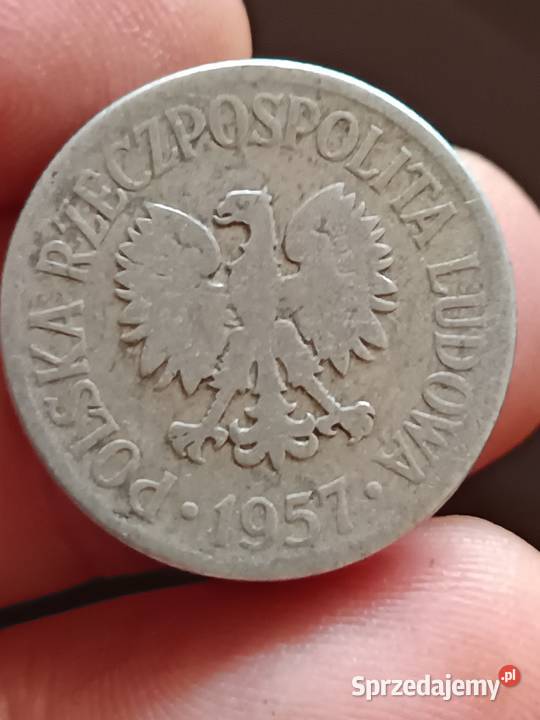 POLSKA RZECZPOSPOLITA LUDOWA
· 1957 ·
Sprzedajemy.pl